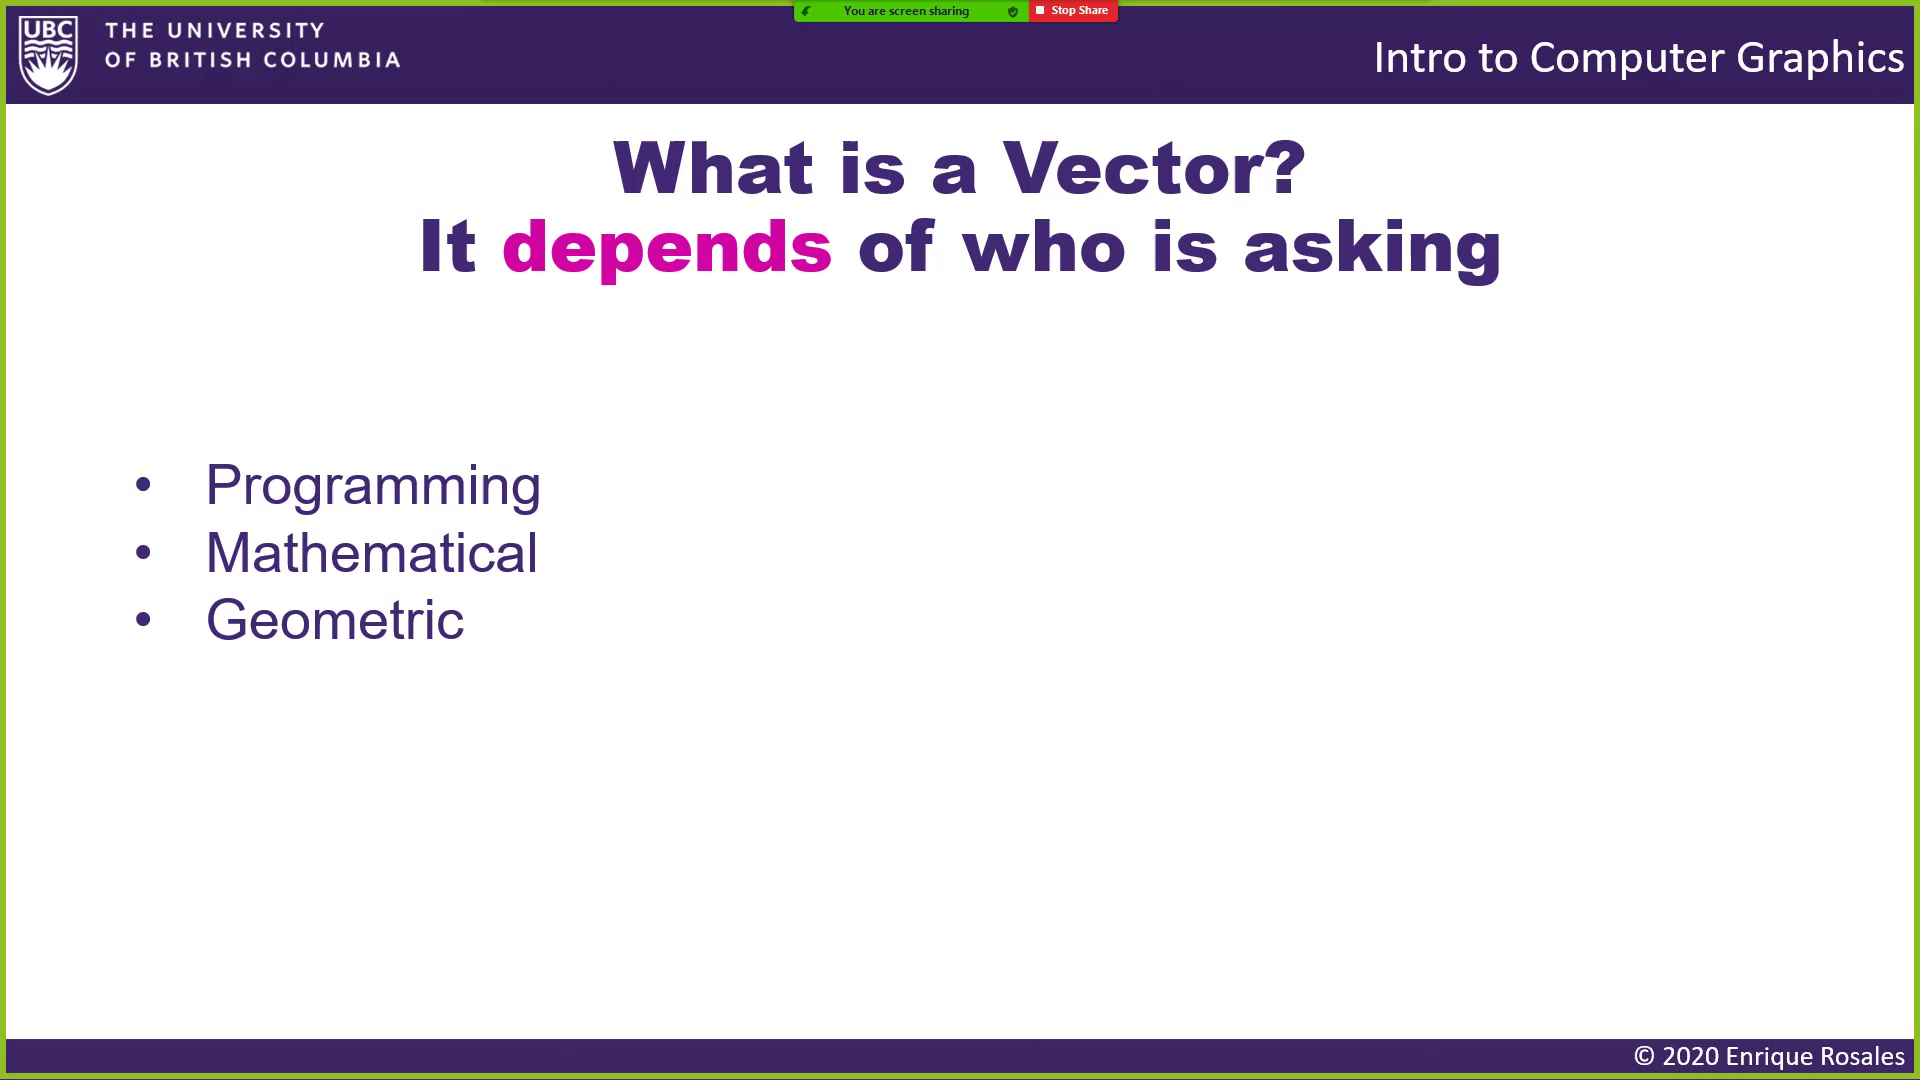 You are screen sharing
Stop Share
UBC
THE UNIVERSITY
OF BRITISH COLUMBIA
Intro to Computer Graphics
What is a Vector?
It depends of who is asking
• Programming
• Mathematical
• Geometric
© 2020 Enrique Rosales